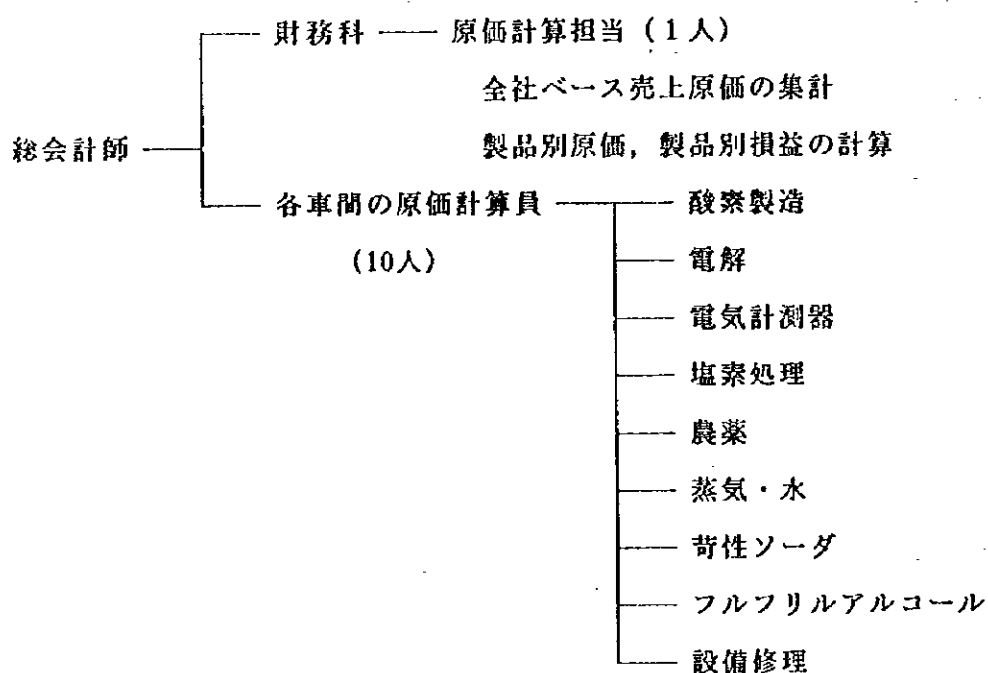 財務科 原価計算担当 (1人)
全社ベース売上原価の集計
総会計師
製品別原価，製品別損益の計算
各車間の原価計算員
酸素製造
(10人)
電解
電気計測器
塩素処理
農薬
蒸気・水
苛性ソーダ
フルフリルアルコール
設備修理